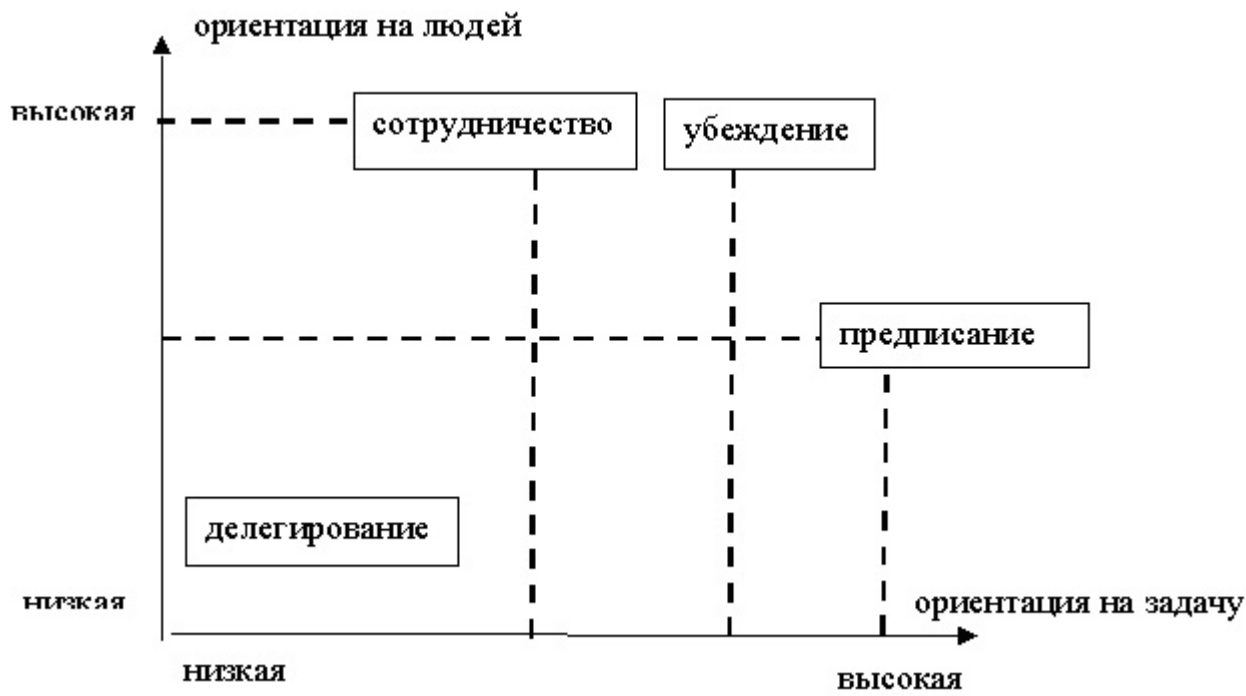 ориентация на людей
высокая
сотрудничество
убеждение
предписание
делегирование
низкая
ориентация на задачу
низкая
высокая